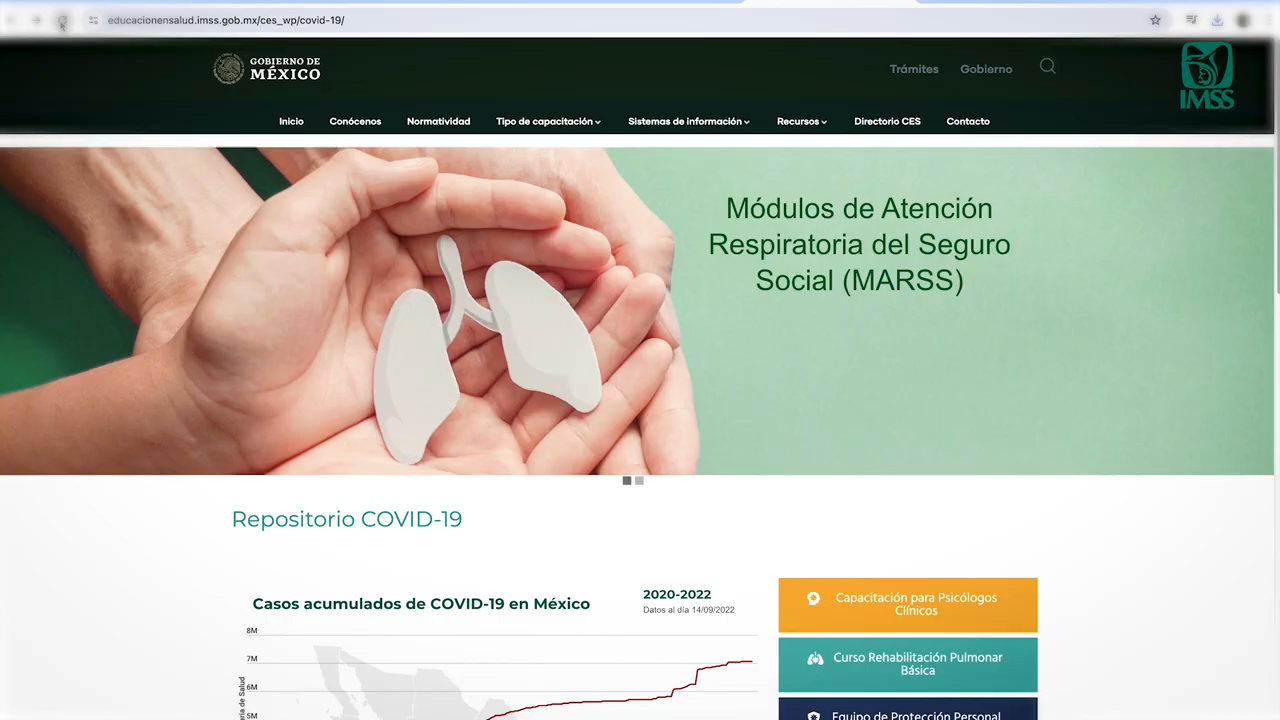 educacionensalud.imss.gob.mx/ces_wp/covid-19/
GOBIERNO DE
MÉXICO
Trámites
Gobierno
IMSS
Inicio
Conócenos
Normatividad
Tipo de capacitación
Sistemas de información
Recursos
Directorio CES
Contacto
Módulos de Atención
Respiratoria del Seguro
Social (MARSS)
Repositorio COVID-19
Casos acumulados de COVID-19 en México
2020-2022
Datos al día 14/09/2022
8M
7M
6M
5M
ría de Salud
Capacitación para Psicólogos
Clínicos
Curso Rehabilitación Pulmonar
Básica
Equipo de Protección Personal